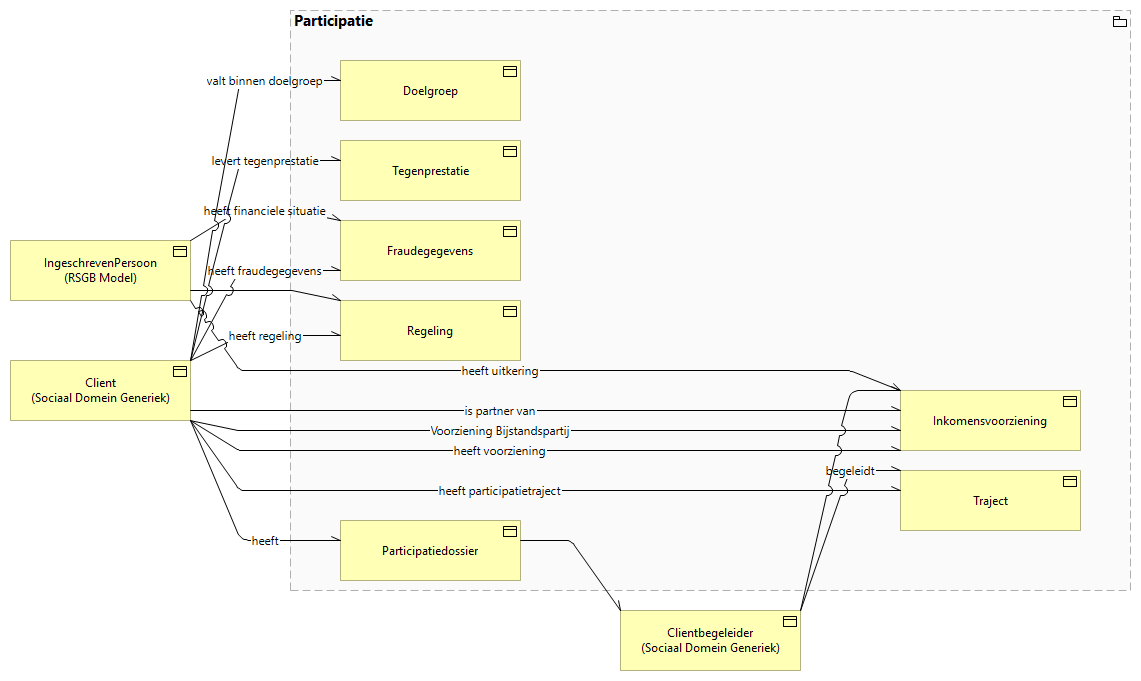 Participatie
valt binnen doelgroep
Doelgroep
levert tegenprestatie
Tegenprestatie
heeft financiele situatie
Fraudegegevens
IngeschrevenPersoon
(RSGB Model)
heeft fraudegegevens
Regeling
heeft regeling
heeft uitkering
Client
(Sociaal Domein Generiek)
is partner van
Inkomensvoorziening
Voorziening Bijstandspartij
heeft voorziening
begeleidt
heeft participatietraject
Traject
heeft
Participatiedossier
Clientbegeleider
(Sociaal Domein Generiek)